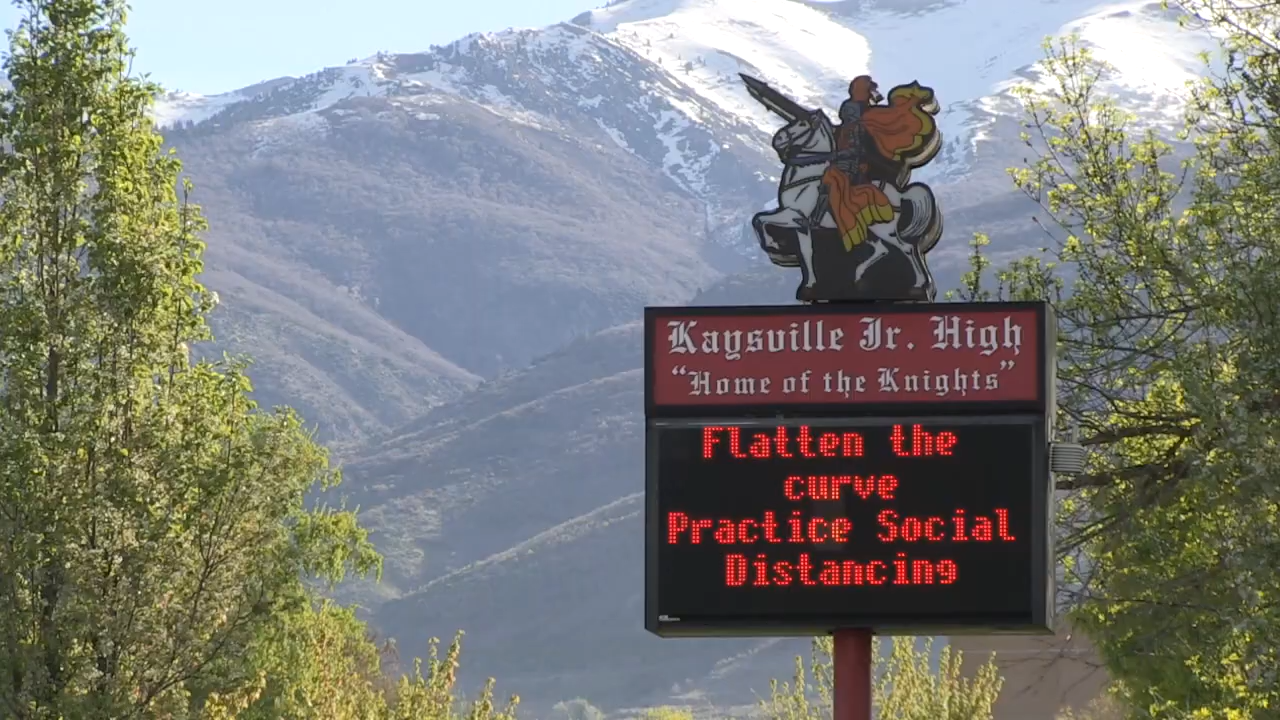 Kaysville Jr. High
"Home of the Knights"
Flatten the
curve
Practice Social
Distancing